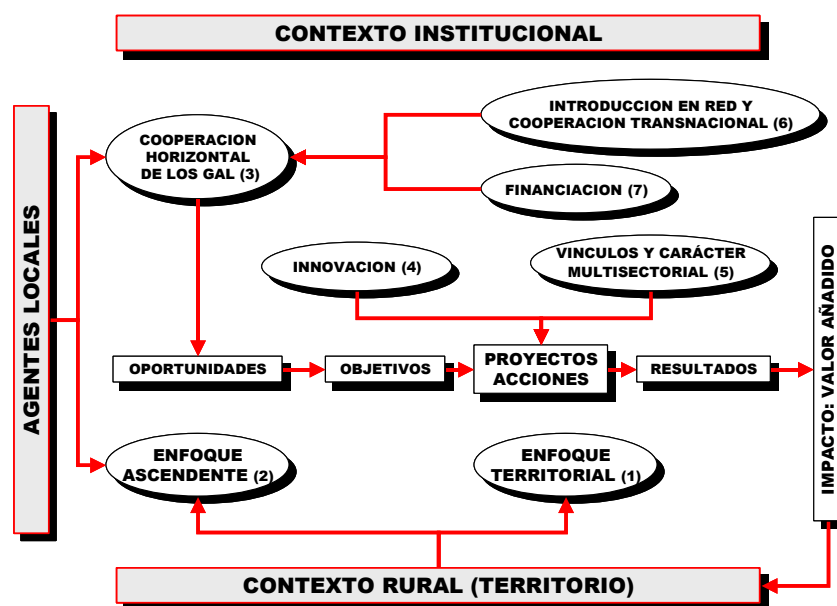 CONTEXTO INSTITUCIONAL
INTRODUCCION EN RED Y
COOPERACION TRANSNACIONAL (6)
COOPERACION
HORIZONTAL
DE LOS GAL (3)
FINANCIACION (7)
AGENTES LOCALES
INNOVACION (4)
VINCULOS Y CARÁCTER
MULTISECTORIAL (5)
OPORTUNIDADES
OBJETIVOS
PROYECTOS
ACCIONES
RESULTADOS
IMPACTO: VALOR AÑADIDO
ENFOQUE
ASCENDENTE (2)
ENFOQUE
TERRITORIAL (1)
CONTEXTO RURAL (TERRITORIO)